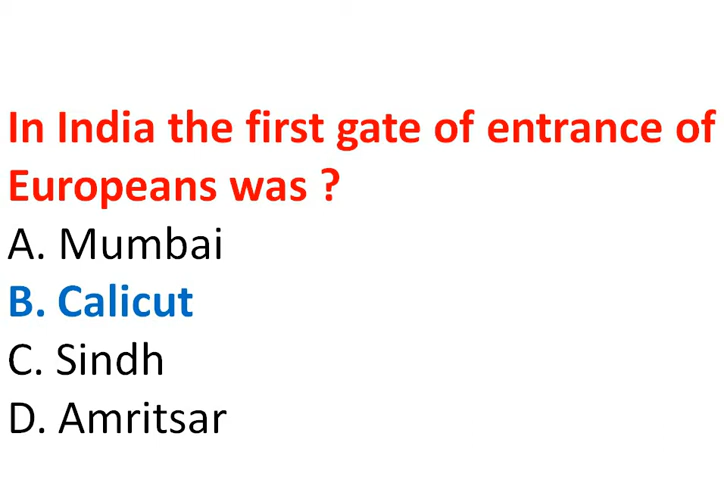 In India the first gate of entrance of
Europeans was ?
A. Mumbai
B. Calicut
C. Sindh
D. Amritsar